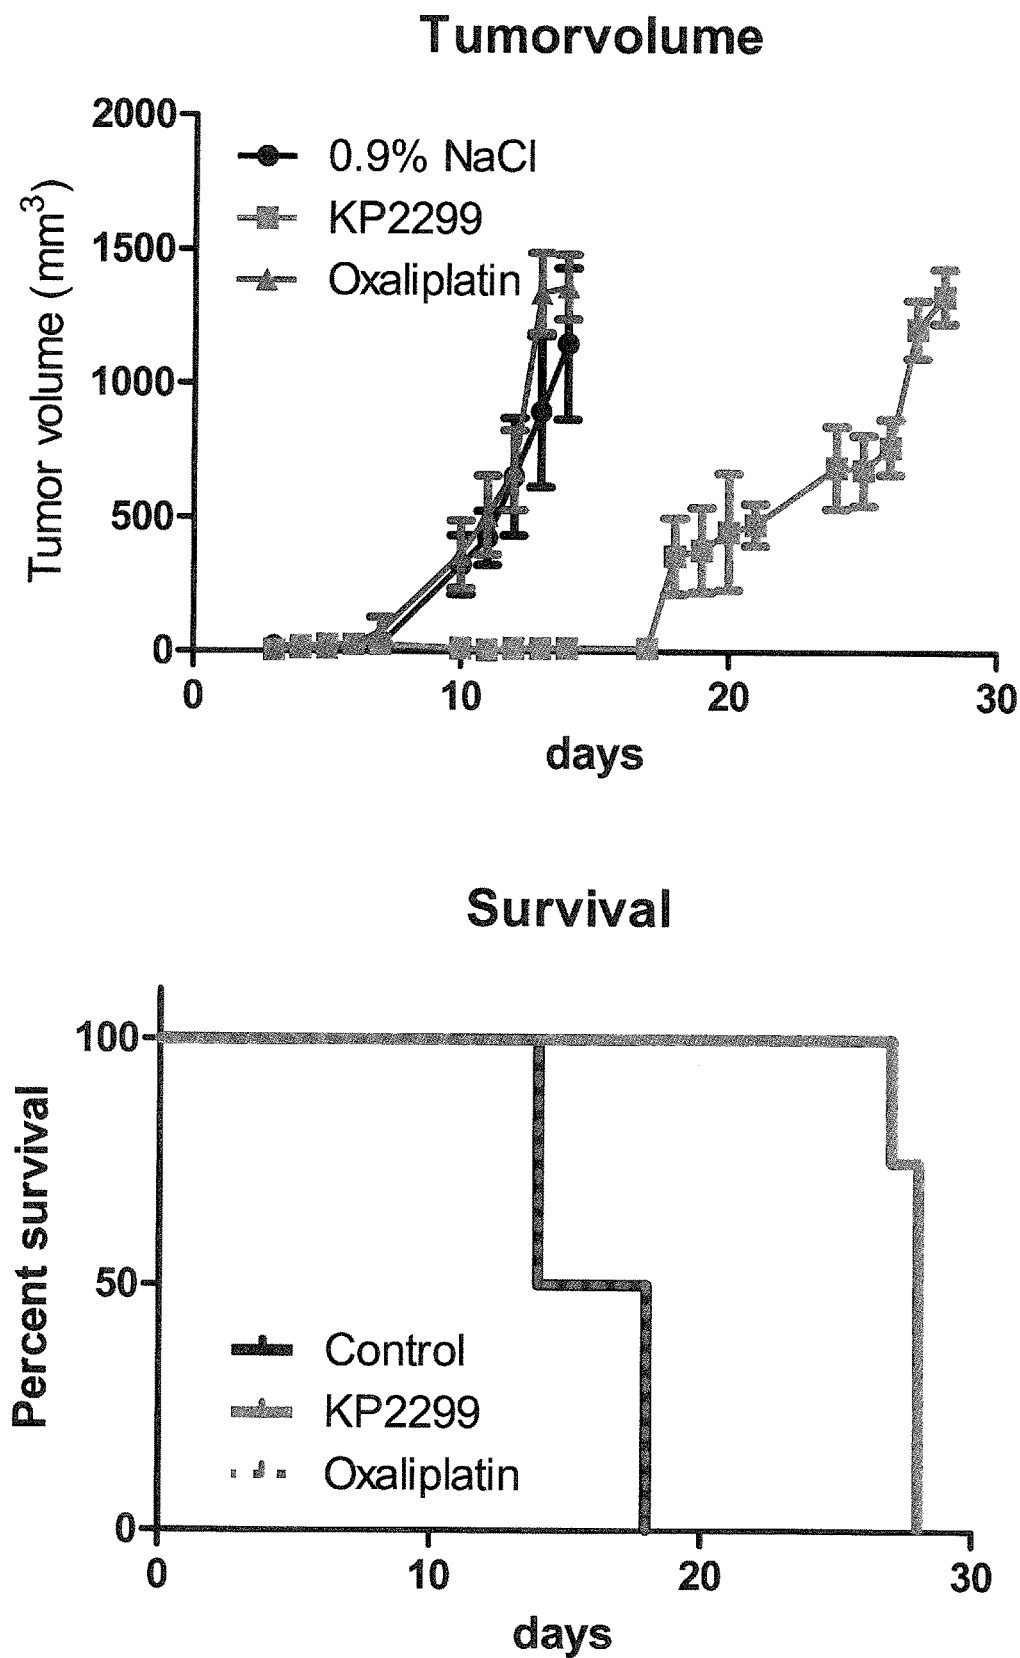 Tumorvolume
2000
0.9% NaCl
KP2299
1500
Oxaliplatin
1000
500
0
Tumor volume (mm³)
0 10 20 30
days
Survival
100
50
0
Percent survival
Control
KP2299
Oxaliplatin
0 10 20 30
days